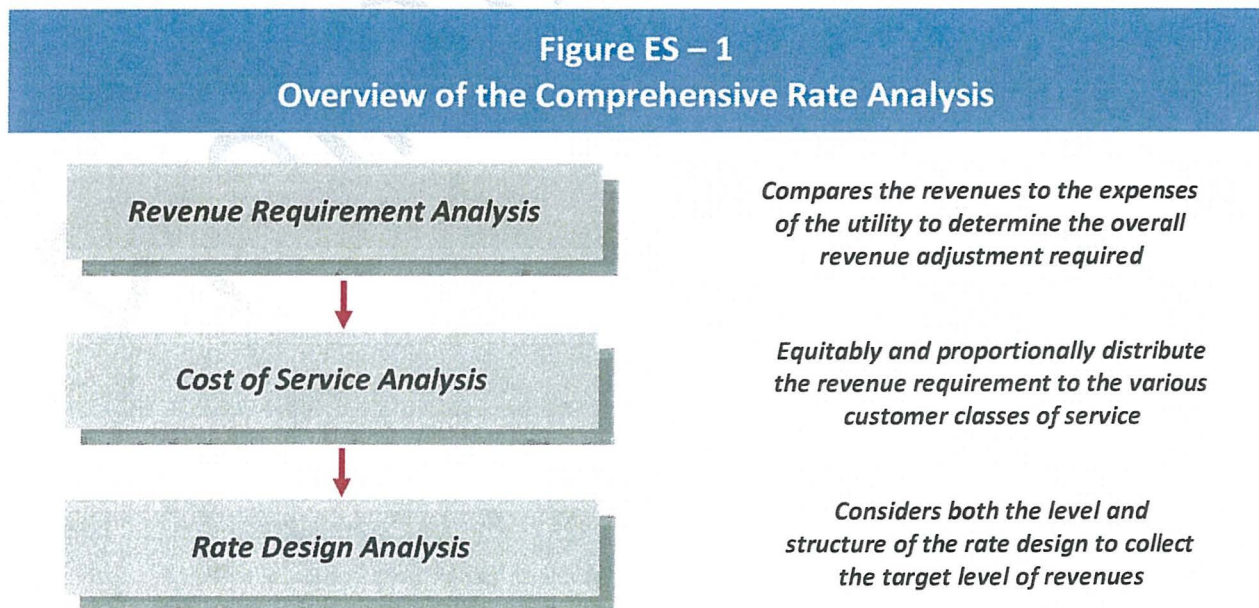 Figure ES – 1
Overview of the Comprehensive Rate Analysis
Revenue Requirement Analysis
Compares the revenues to the expenses
of the utility to determine the overall
revenue adjustment required
Cost of Service Analysis
Equitably and proportionally distribute
the revenue requirement to the various
customer classes of service
Rate Design Analysis
Considers both the level and
structure of the rate design to collect
the target level of revenues